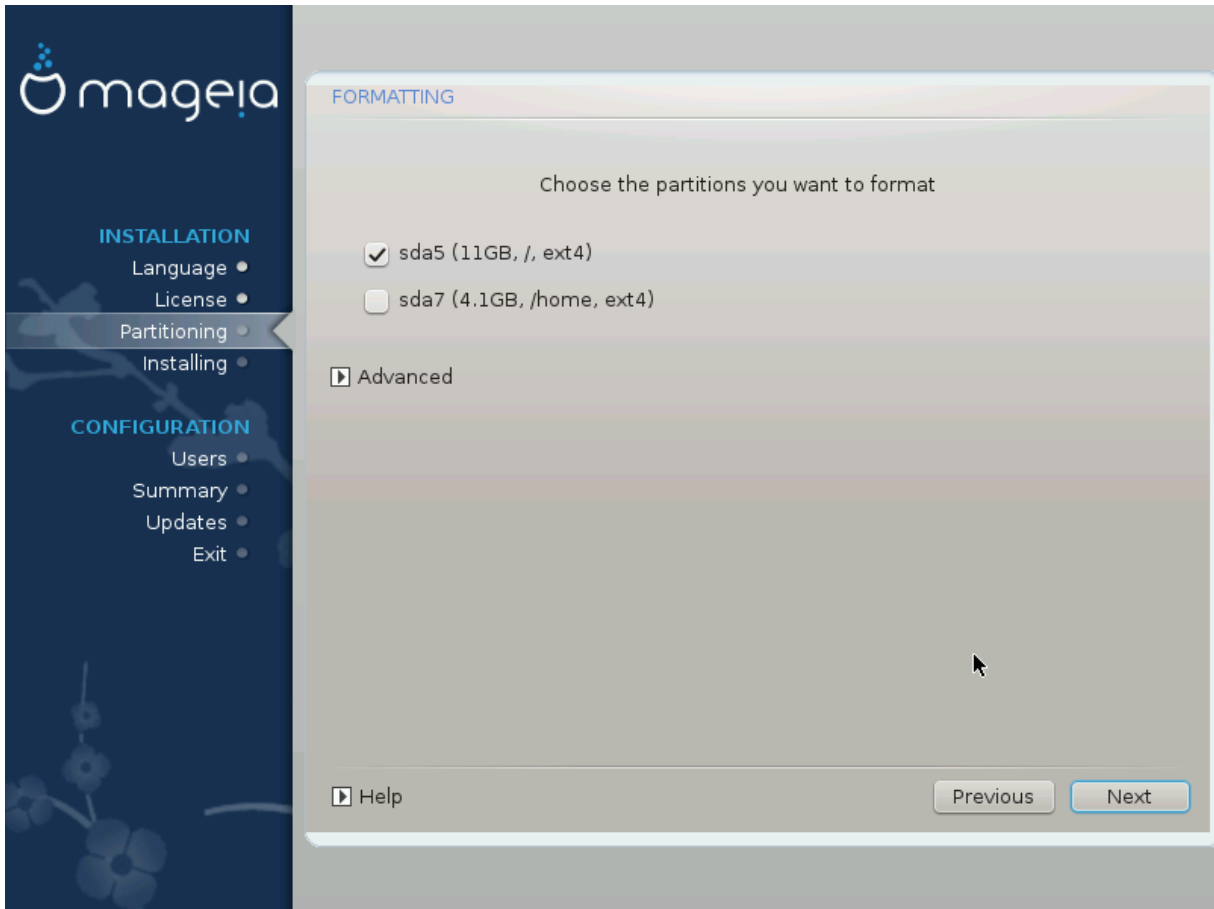 mageia
INSTALLATION
Language
License
Partitioning
Installing
CONFIGURATION
Users
Summary
Updates
Exit
FORMATTING
Choose the partitions you want to format
sda5 (11GB, /, ext4)
sda7 (4.1GB, /home, ext4)
Advanced
Help
Previous
Next